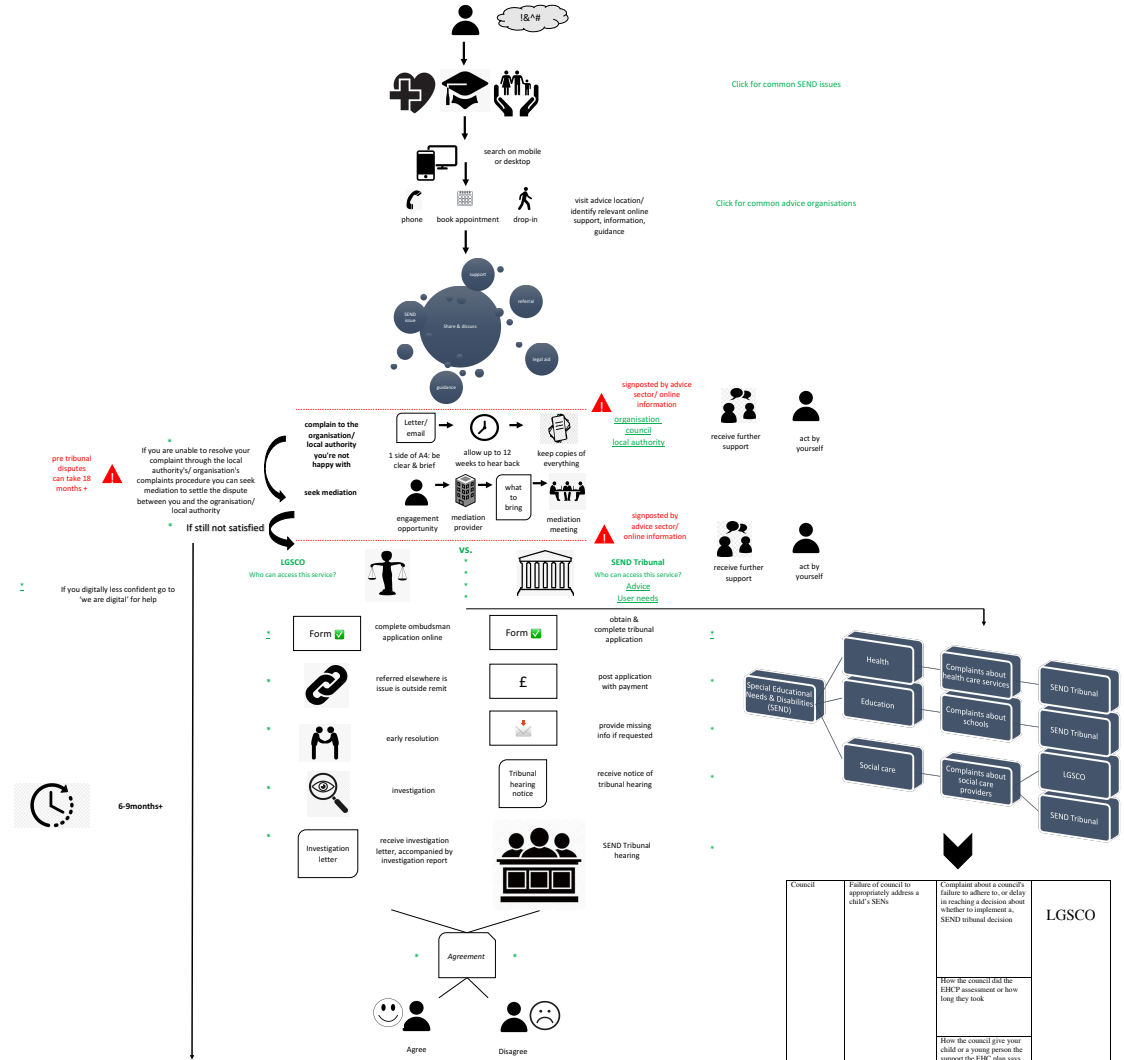 !&^#
Click for common SEND issues
search on mobile
or desktop
phone
book appointment
drop-in
visit advice location/
identify relevant online
support, information,
guidance
Click for common advice organisations
support
SEND
issue
referral
Share & discuss
legal aid
guidance
signposted by advice
sector/ online
information
organisation
council
local authority
receive further
support
act by
yourself
complain to the
organisation/
local authority
you're not
happy with
Letter/
email
1 side of A4: be
clear & brief
allow up to 12
weeks to hear back
keep copies of
everything
pre tribunal
disputes
can take 18
months +
*
If you are unable to resolve your
complaint through the local
authority's/ organisation's
complaints procedure you can seek
mediation to settle the dispute
between you and the ogranisation/
local authority
seek mediation
what
to
bring
engagement
opportunity
mediation
provider
mediation
meeting
* If still not satisfied
signposted by
advice sector/
online information
receive further
support
act by
yourself
vs.
*
*
*
*
LGSCO
Who can access this service?
SEND Tribunal
Who can access this service?
Advice
User needs
*
If you digitally less confident go to
‘we are digital’ for help
*
Form ✅
complete ombudsman
application online
Form ✅
obtain &
complete tribunal
application
*
*
referred elsewhere is
issue is outside remit
£
post application
with payment
*
*
early resolution
provide missing
info if requested
*
*
investigation
Tribunal
hearing
notice
receive notice of
tribunal hearing
*
6-9months+
*
Investigation
letter
receive investigation
letter, accompanied by
investigation report
SEND Tribunal
hearing
*
*
Agreement
*
Agree
Disagree
Special Educational
Needs & Disabilities
(SEND)
Health
Complaints about
health care services
SEND Tribunal
Education
Complaints about
schools
SEND Tribunal
Social care
Complaints about
social care
providers
LGSCO
SEND Tribunal
Council
Failure of council to
appropriately address a
child’s SENs
Complaint about a council's
failure to adhere to, or delay
in reaching a decision about
whether to implement a,
SEND tribunal decision
LGSCO
How the council did the
EHCP assessment or how
long they took
How the council give your
child or a young person the
support the EHC plan says